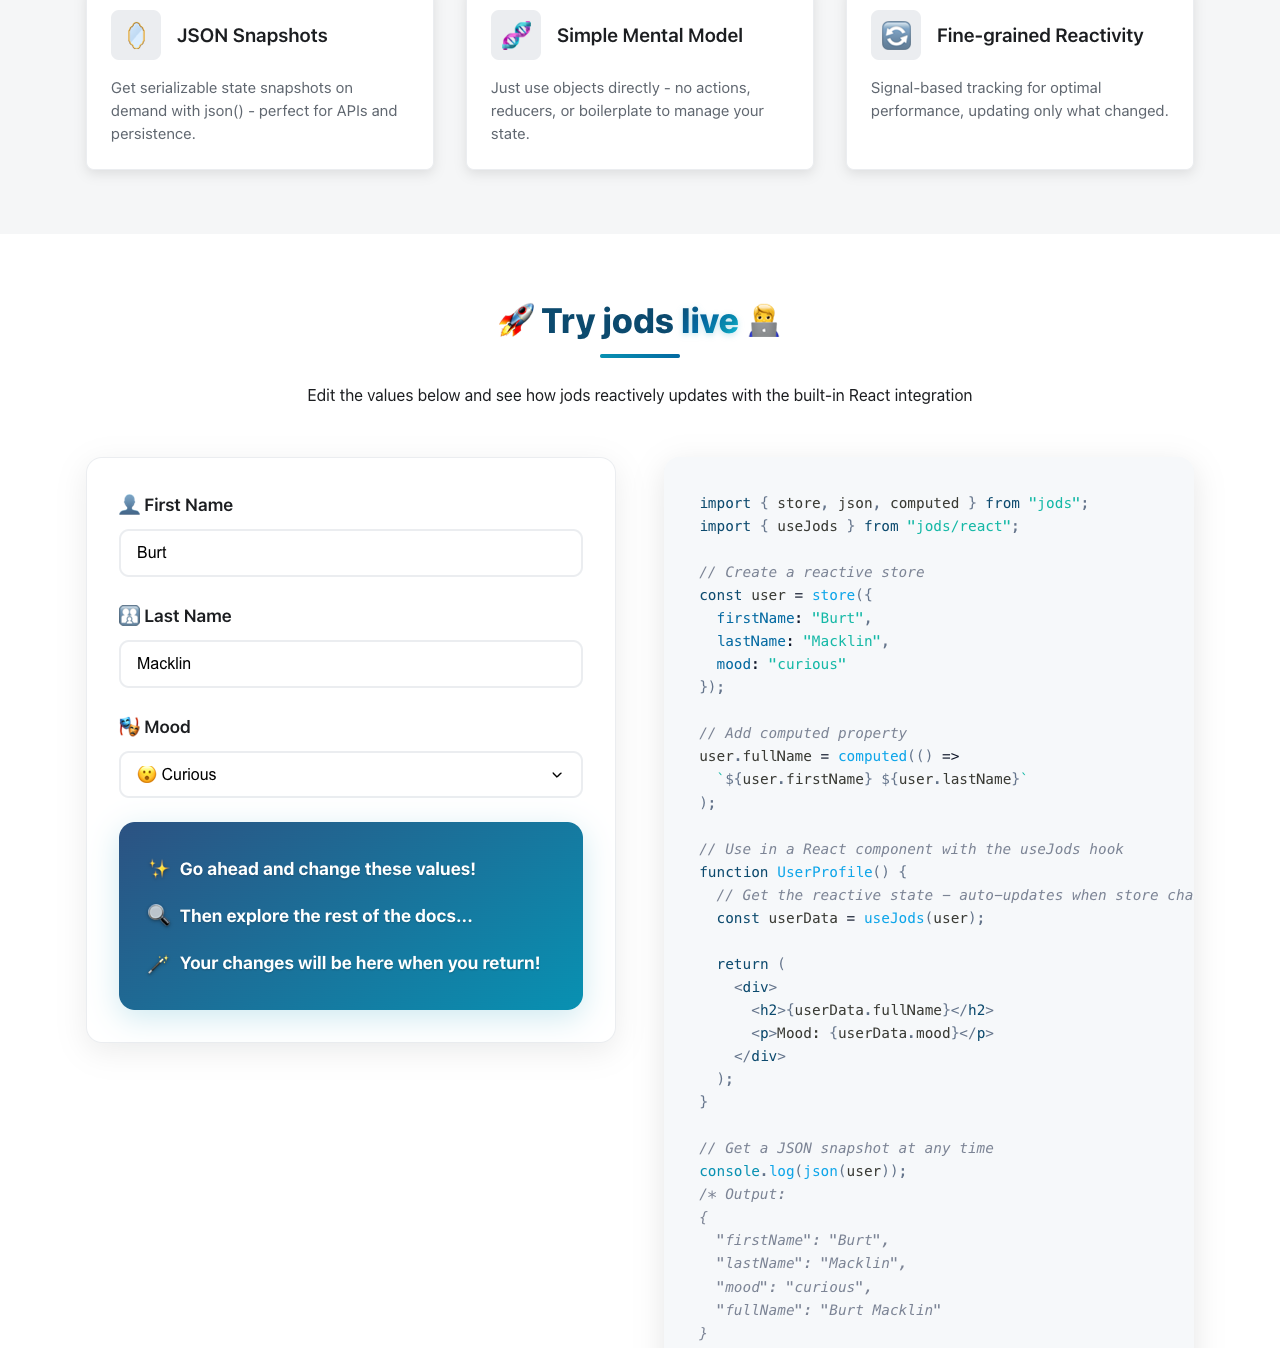 JSON Snapshots
Get serializable state snapshots on
demand with json() - perfect for APIs and
persistence.
Simple Mental Model
Just use objects directly - no actions,
reducers, or boilerplate to manage your
state.
Fine-grained Reactivity
Signal-based tracking for optimal
performance, updating only what changed.
🚀 Try jods live 👨‍💻
Edit the values below and see how jods reactively updates with the built-in React integration
👤 First Name
Burt
Last Name
Macklin
🎭 Mood
😮 Curious
✨ Go ahead and change these values!
🔍 Then explore the rest of the docs...
🪄 Your changes will be here when you return!
import { store, json, computed } from "jods";
import { useJods } from "jods/react";

// Create a reactive store
const user = store({
  firstName: "Burt",
  lastName: "Macklin",
  mood: "curious"
});

// Add computed property
user.fullName = computed(() =>
  `${user.firstName} ${user.lastName}`
);

// Use in a React component with the useJods hook
function UserProfile() {
  // Get the reactive state – auto–updates when store cha
  const userData = useJods(user);

  return (
    <div>
      <h2>{userData.fullName}</h2>
      <p>Mood: {userData.mood}</p>
    </div>
  );
}

// Get a JSON snapshot at any time
console.log(json(user));
/* Output:
{
  "firstName": "Burt",
  "lastName": "Macklin",
  "mood": "curious",
  "fullName": "Burt Macklin"
}